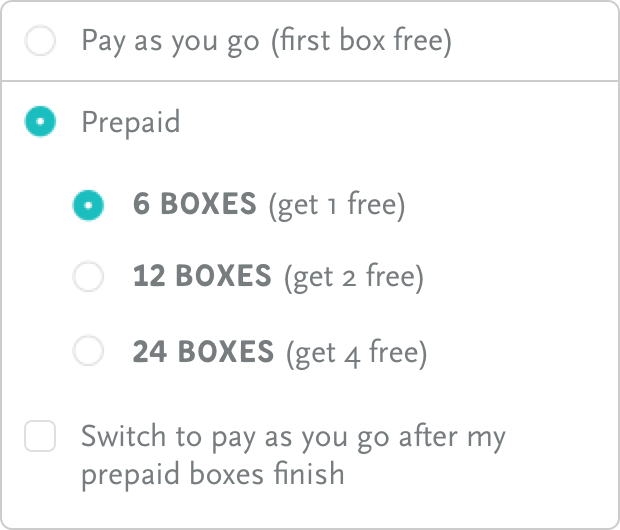 Pay as you go (first box free)
Prepaid
6 BOXES (get 1 free)
12 BOXES (get 2 free)
24 BOXES (get 4 free)
Switch to pay as you go after my
prepaid boxes finish